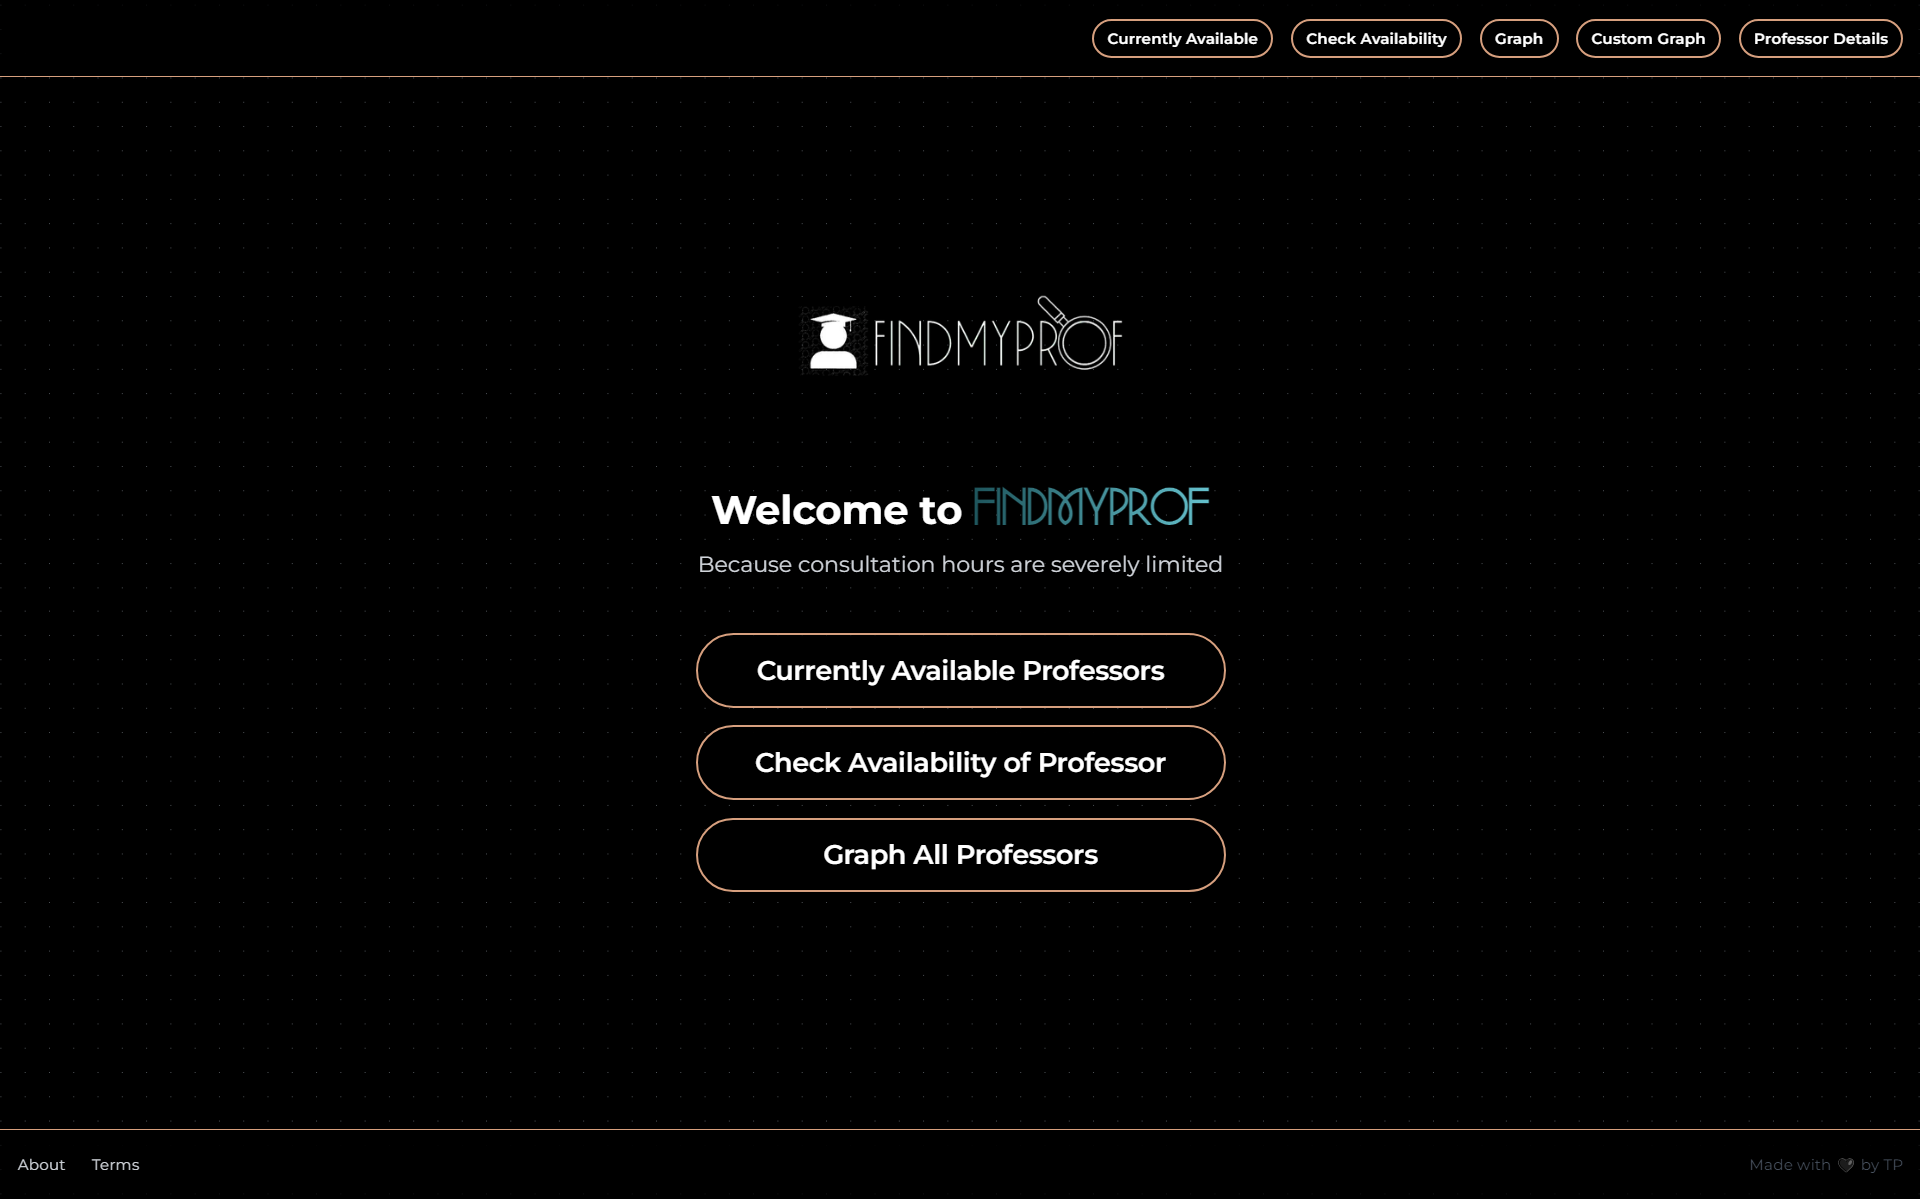 Currently Available Check Availability Graph Custom Graph Professor Details
FINDMYPROF
Welcome to FINDMYPROF
Because consultation hours are severely limited
Currently Available Professors
Check Availability of Professor
Graph All Professors
About Terms Made with 🖤 by TP